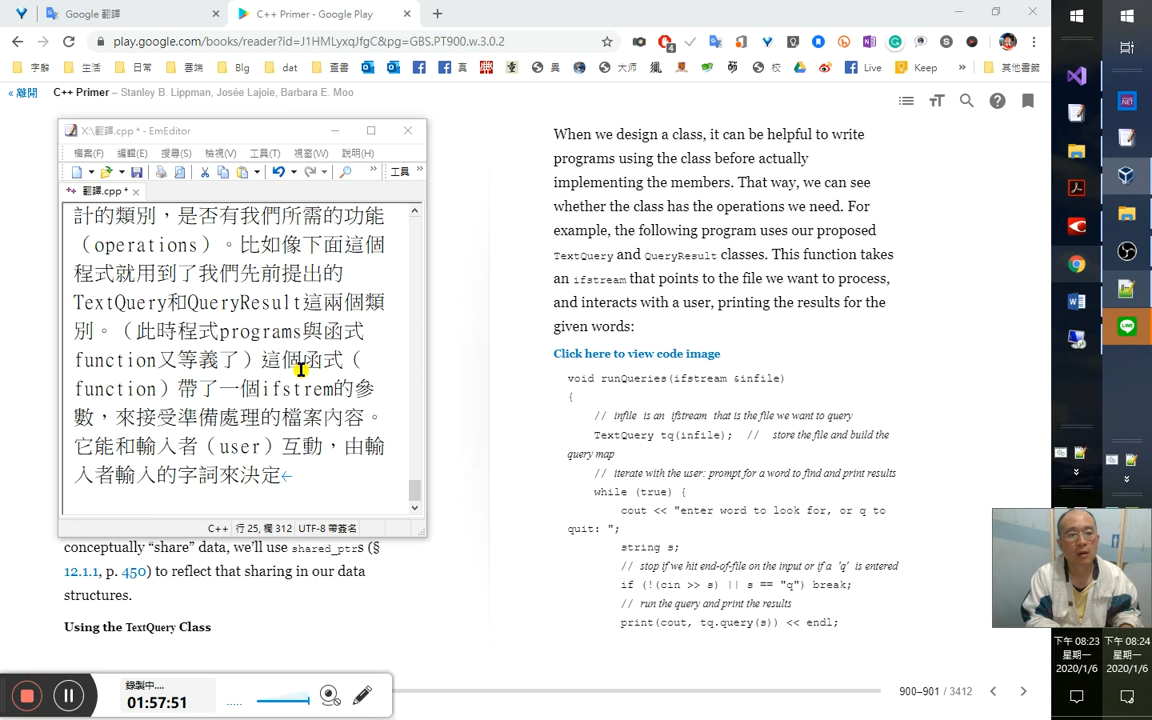 Google 翻譯
C++ Primer - Google Play
play.google.com/books/reader?id=J1HMLyxqJfgC&pg=GBS.PT900.w.3.0.2
字辭
生活
日常
雲端
Blg
dat
查書
真
異
大师
校
Live
Keep
其他書籤
« 離開
C++ Primer – Stanley B. Lippman, Josée Lajoie, Barbara E. Moo
X:\翻譯.cpp * - EmEditor
檔案(F) 編輯(E) 搜尋(S) 檢視(V) 工具(T) 視窗(W) 說明(H)
工具
翻譯.cpp *
計的類別，是否有我們所需的功能
（operations）。比如像下面這個
程式就用到了我們先前提出的
TextQuery和QueryResult這兩個類
別。（此時程式programs與函式
function又等義了）這個函式（
function）帶了一個ifstrem的參
數，來接受準備處理的檔案內容。
它能和輸入者（user）互動，由輸
入者輸入的字詞來決定
C++ 行 25, 欄 312 UTF-8 帶簽名
conceptually “share” data, we’ll use shared_ptrs (§
12.1.1, p. 450) to reflect that sharing in our data
structures.
Using the TextQuery Class
When we design a class, it can be helpful to write
programs using the class before actually
implementing the members. That way, we can see
whether the class has the operations we need. For
example, the following program uses our proposed
TextQuery and QueryResult classes. This function takes
an ifstream that points to the file we want to process,
and interacts with a user, printing the results for the
given words:
Click here to view code image
void runQueries(ifstream &infile)
{
// infile is an ifstream that is the file we want to query
TextQuery tq(infile); // store the file and build the
query map
// iterate with the user: prompt for a word to find and print results
while (true) {
cout << "enter word to look for, or q to
quit: ";
string s;
// stop if we hit end-of-file on the input or if a 'q' is entered
if (!(cin >> s) || s == "q") break;
// run the query and print the results
print(cout, tq.query(s)) << endl;
900–901 / 3412
錄製中....
01:57:51
下午 08:23
星期一
2020/1/6
下午 08:24
星期一
2020/1/6